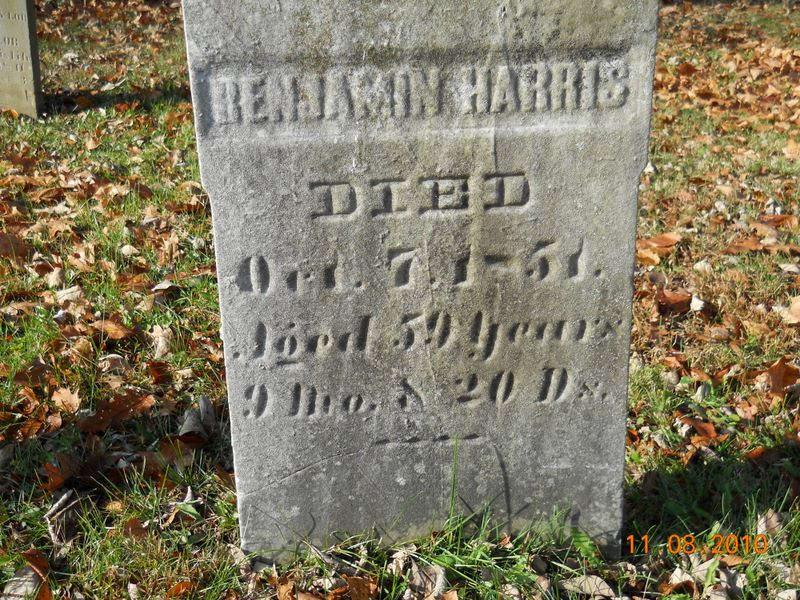 BENJAMIN HARRIS
DIED
Oct. 7, 1851.
Aged 59 Years
9 Mo. & 20 Ds.
11.08.2010